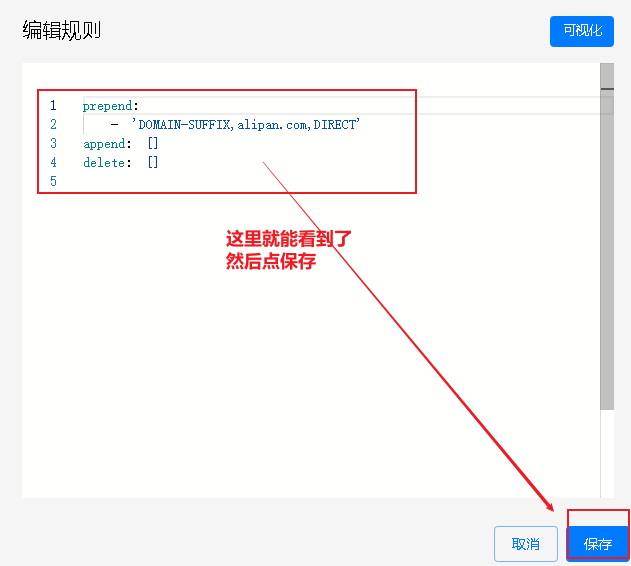 编辑规则
可视化
1 prepend:
2 - 'DOMAIN-SUFFIX,alipan.com,DIRECT'
3 append: []
4 delete: []
5
这里就能看到了
然后点保存
取消
保存